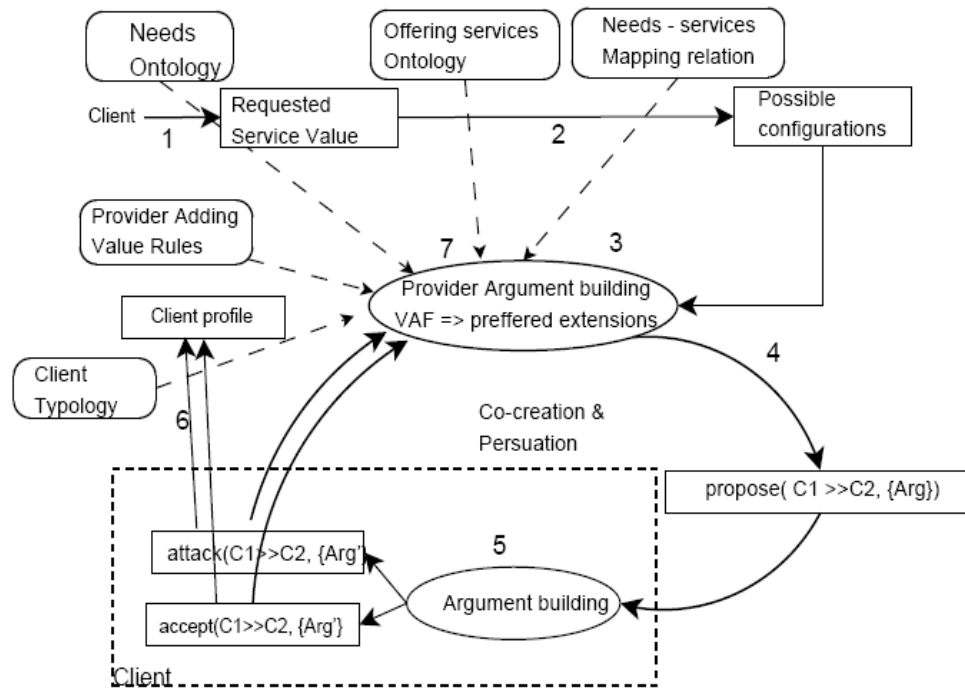 Needs
Ontology
Offering services
Ontology
Needs - services
Mapping relation
Client
1
Requested
Service Value
2
Possible
configurations
Provider Adding
Value Rules
7
3
Provider Argument building
VAF => preffered extensions
Client profile
4
Client
Typology
6
Co-creation &
Persuation
propose( C1 >>C2, {Arg})
attack(C1>>C2, {Arg'
5
Argument building
accept(C1>>C2, {Arg'}
Client